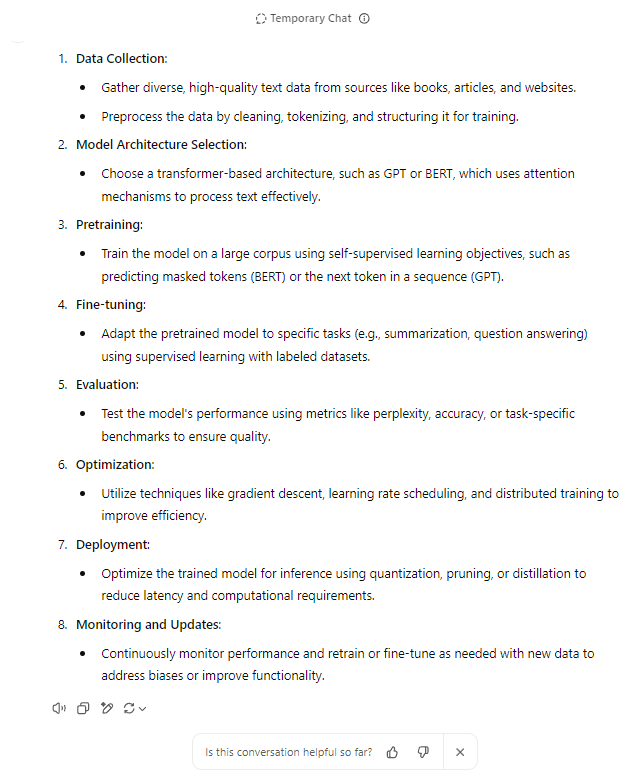 Temporary Chat
1. Data Collection:
• Gather diverse, high-quality text data from sources like books, articles, and websites.
• Preprocess the data by cleaning, tokenizing, and structuring it for training.
2. Model Architecture Selection:
• Choose a transformer-based architecture, such as GPT or BERT, which uses attention
mechanisms to process text effectively.
3. Pretraining:
• Train the model on a large corpus using self-supervised learning objectives, such as
predicting masked tokens (BERT) or the next token in a sequence (GPT).
4. Fine-tuning:
• Adapt the pretrained model to specific tasks (e.g., summarization, question answering)
using supervised learning with labeled datasets.
5. Evaluation:
• Test the model's performance using metrics like perplexity, accuracy, or task-specific
benchmarks to ensure quality.
6. Optimization:
• Utilize techniques like gradient descent, learning rate scheduling, and distributed training to
improve efficiency.
7. Deployment:
• Optimize the trained model for inference using quantization, pruning, or distillation to
reduce latency and computational requirements.
8. Monitoring and Updates:
• Continuously monitor performance and retrain or fine-tune as needed with new data to
address biases or improve functionality.
Is this conversation helpful so far?